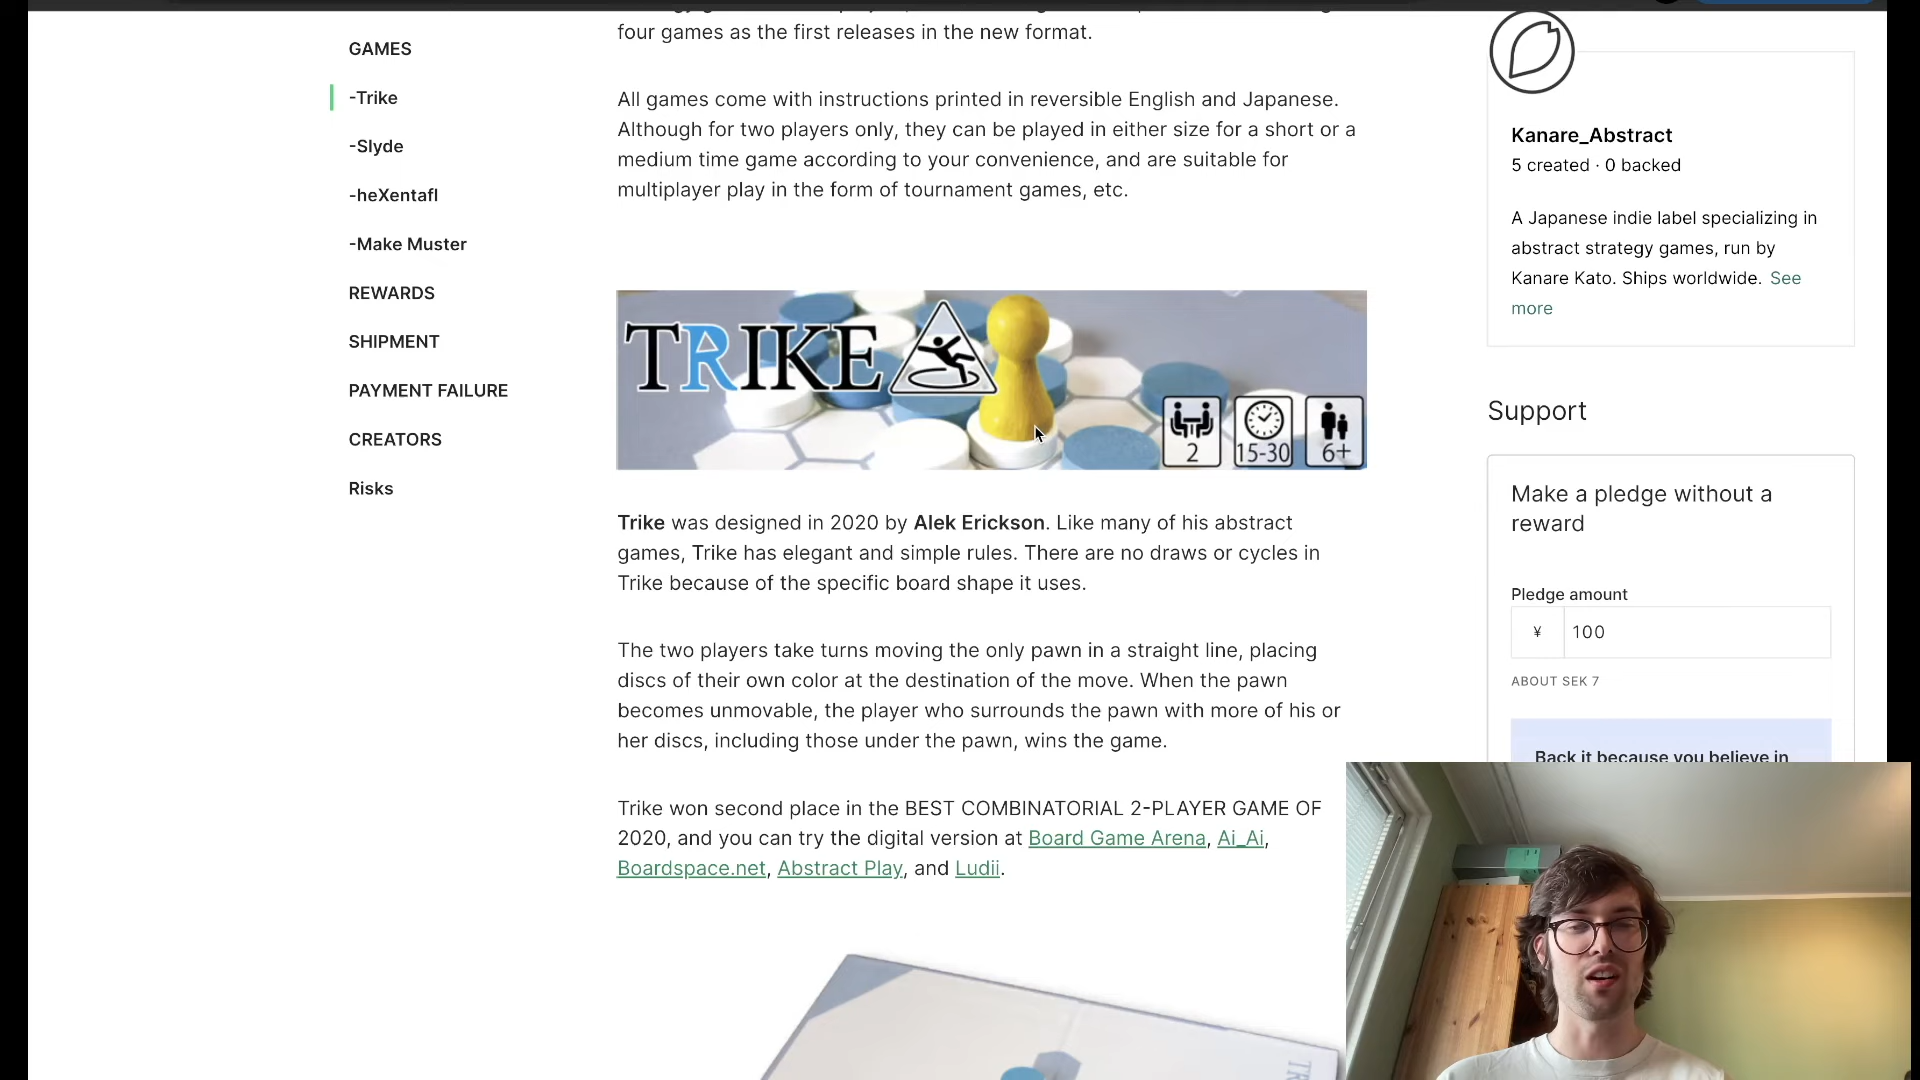 four games as the first releases in the new format.
All games come with instructions printed in reversible English and Japanese.
Although for two players only, they can be played in either size for a short or a
medium time game according to your convenience, and are suitable for
multiplayer play in the form of tournament games, etc.
GAMES
-Trike
-Slyde
-heXentafl
-Make Muster
REWARDS
SHIPMENT
PAYMENT FAILURE
CREATORS
Risks
TRIKE
2
15-30
6+
Trike was designed in 2020 by Alek Erickson. Like many of his abstract
games, Trike has elegant and simple rules. There are no draws or cycles in
Trike because of the specific board shape it uses.
The two players take turns moving the only pawn in a straight line, placing
discs of their own color at the destination of the move. When the pawn
becomes unmovable, the player who surrounds the pawn with more of his or
her discs, including those under the pawn, wins the game.
Trike won second place in the BEST COMBINATORIAL 2-PLAYER GAME OF
2020, and you can try the digital version at Board Game Arena, Ai_Ai,
Boardspace.net, Abstract Play, and Ludii.
Kanare_Abstract
5 created · 0 backed
A Japanese indie label specializing in
abstract strategy games, run by
Kanare Kato. Ships worldwide. See
more
Support
Make a pledge without a
reward
Pledge amount
¥ 100
ABOUT SEK 7
Back it because you believe in